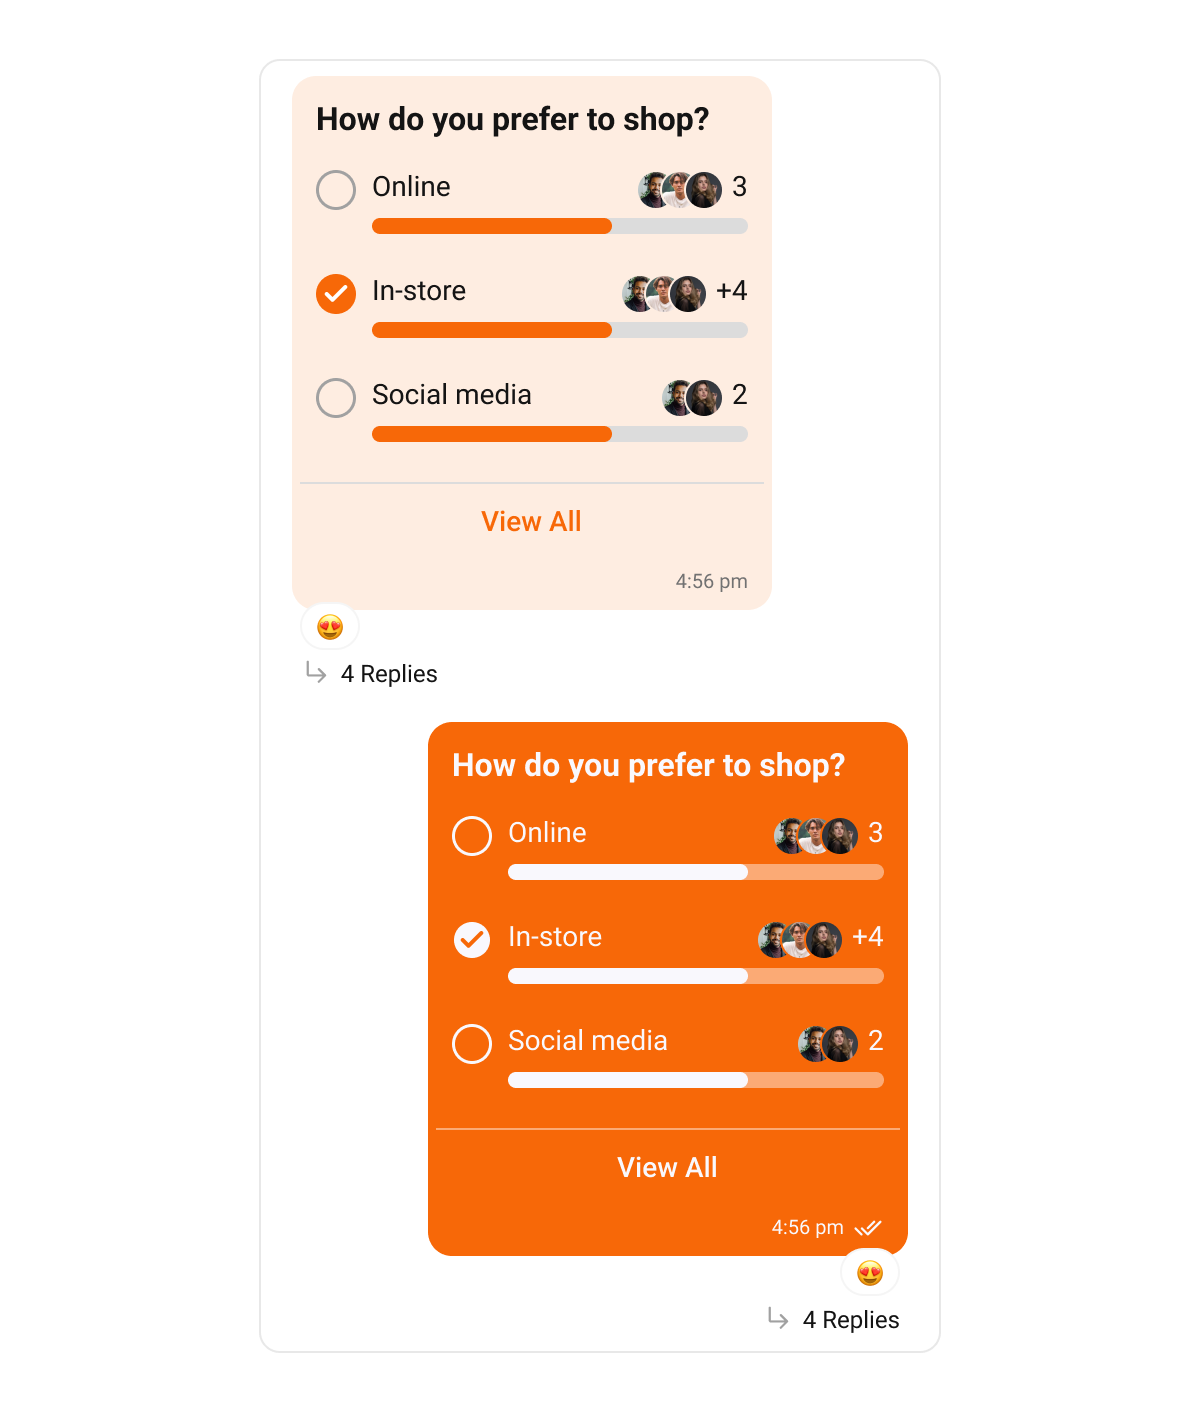 How do you prefer to shop?
Online 3
In-store +4
Social media 2
View All
4:56 pm
4 Replies
How do you prefer to shop?
Online 3
In-store +4
Social media 2
View All
4:56 pm
4 Replies